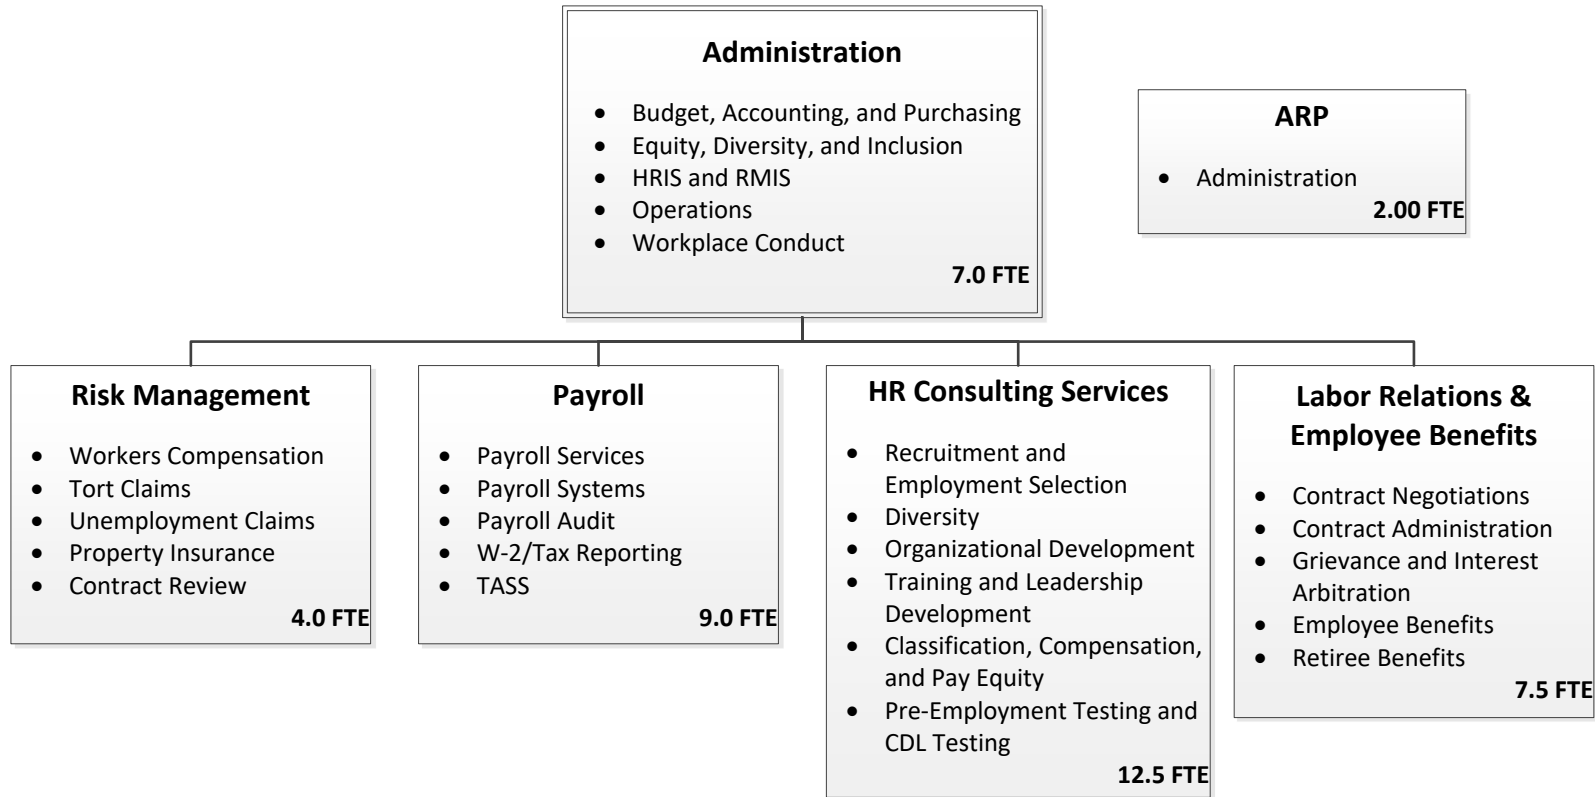 Administration
• Budget, Accounting, and Purchasing
• Equity, Diversity, and Inclusion
• HRIS and RMIS
• Operations
• Workplace Conduct
7.0 FTE
ARP
• Administration
2.00 FTE
Risk Management
• Workers Compensation
• Tort Claims
• Unemployment Claims
• Property Insurance
• Contract Review
4.0 FTE
Payroll
• Payroll Services
• Payroll Systems
• Payroll Audit
• W-2/Tax Reporting
• TASS
9.0 FTE
HR Consulting Services
• Recruitment and
Employment Selection
• Diversity
• Organizational Development
• Training and Leadership
Development
• Classification, Compensation,
and Pay Equity
• Pre-Employment Testing and
CDL Testing
12.5 FTE
Labor Relations &
Employee Benefits
• Contract Negotiations
• Contract Administration
• Grievance and Interest
Arbitration
• Employee Benefits
• Retiree Benefits
7.5 FTE